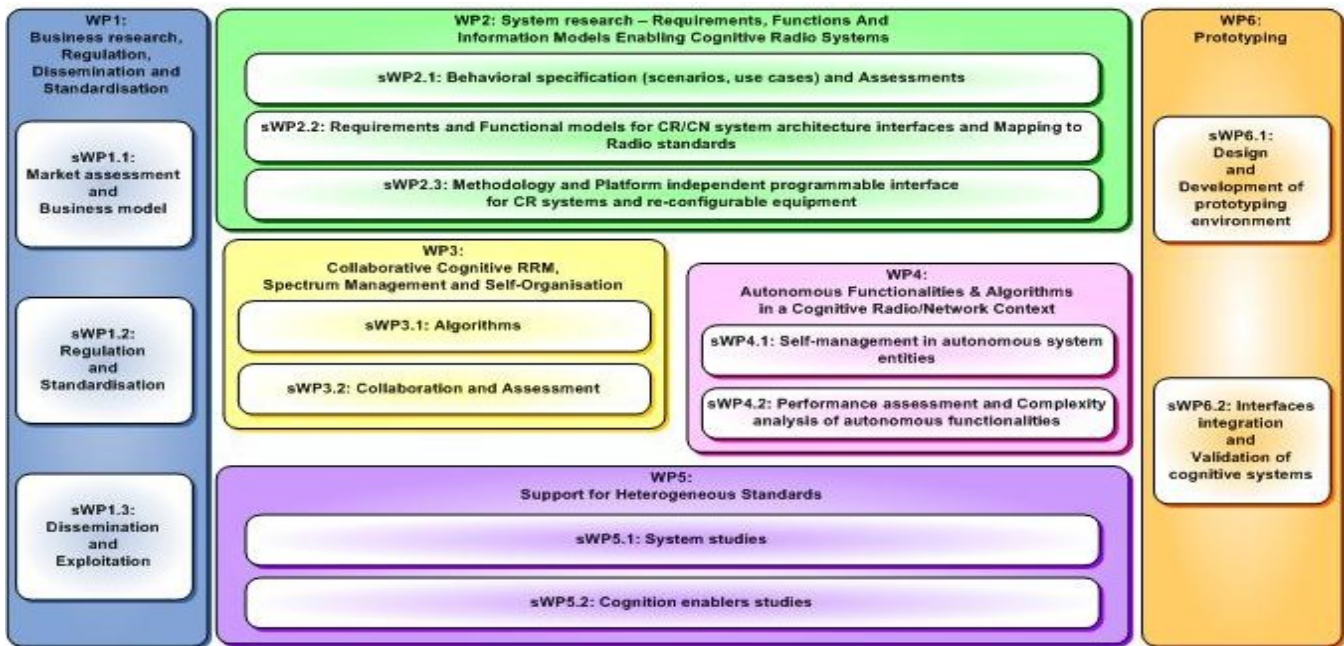 WP1:
Business research,
Regulation,
Dissemination and
Standardisation
sWP1.1:
Market assessment
and
Business model
sWP1.2:
Regulation
and
Standardisation
sWP1.3:
Dissemination
and
Exploitation
WP2: System research – Requirements, Functions And
Information Models Enabling Cognitive Radio Systems
sWP2.1: Behavioral specification (scenarios, use cases) and Assessments
sWP2.2: Requirements and Functional models for CR/CN system architecture interfaces and Mapping to
Radio standards
sWP2.3: Methodology and Platform independent programmable interface
for CR systems and re-configurable equipment
WP3:
Collaborative Cognitive RRM,
Spectrum Management and Self-Organisation
sWP3.1: Algorithms
sWP3.2: Collaboration and Assessment
WP4:
Autonomous Functionalities & Algorithms
in a Cognitive Radio/Network Context
sWP4.1: Self-management in autonomous system
entities
sWP4.2: Performance assessment and Complexity
analysis of autonomous functionalities
WP5:
Support for Heterogeneous Standards
sWP5.1: System studies
sWP5.2: Cognition enablers studies
WP6:
Prototyping
sWP6.1:
Design
and
Development of
prototyping
environment
sWP6.2: Interfaces
integration
and
Validation of
cognitive systems